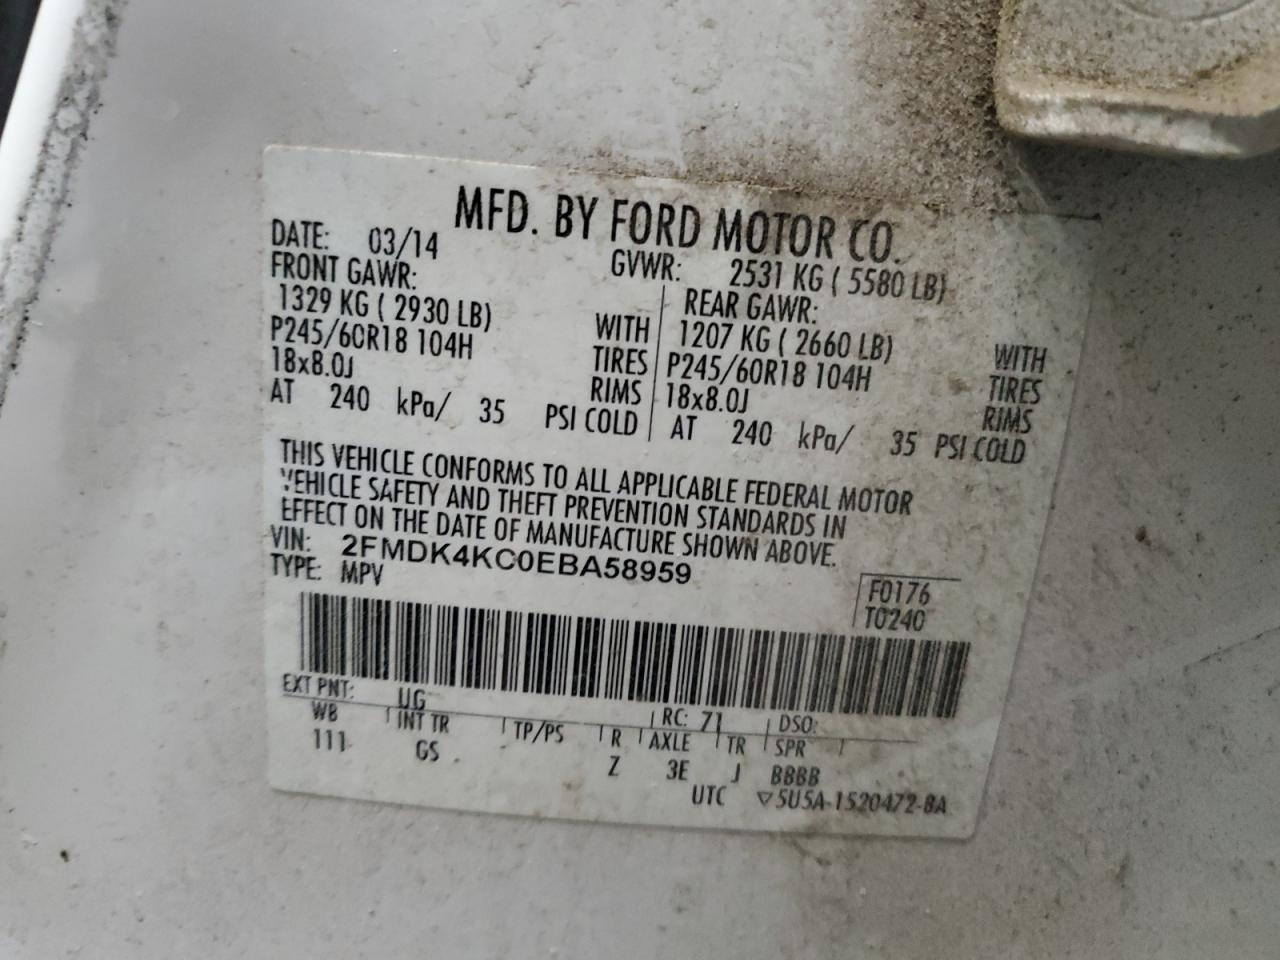 MFD. BY FORD MOTOR CO.
DATE: 03/14 GVWR: 2531 KG ( 5580 LB)
FRONT GAWR: REAR GAWR:
1329 KG ( 2930 LB) WITH 1207 KG ( 2660 LB) WITH
P245/60R18 104H TIRES P245/60R18 104H TIRES
18x8.0J RIMS 18x8.0J RIMS
AT 240 kPa/ 35 PSI COLD AT 240 kPa/ 35 PSI COLD
THIS VEHICLE CONFORMS TO ALL APPLICABLE FEDERAL MOTOR
VEHICLE SAFETY AND THEFT PREVENTION STANDARDS IN
EFFECT ON THE DATE OF MANUFACTURE SHOWN ABOVE.
VIN: 2FMDK4KC0EBA58959
TYPE: MPV
F0176
T0240
EXT PNT: UG RC: 71 DSO:
WB INT TR TP/PS R AXLE TR SPR
111 GS Z 3E J BBBB
UTC ▽5U5A-1520472-BA